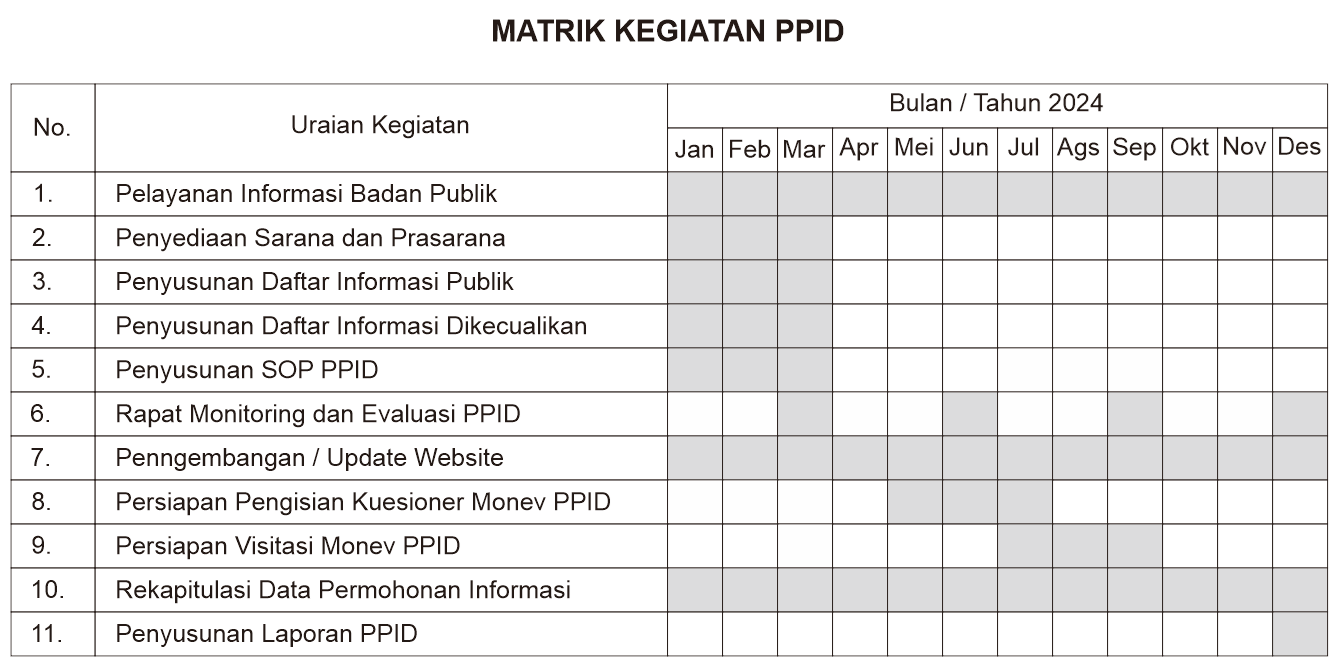 MATRIK KEGIATAN PPID
No. Uraian Kegiatan Bulan / Tahun 2024
Jan Feb Mar Apr Mei Jun Jul Ags Sep Okt Nov Des
1. Pelayanan Informasi Badan Publik
2. Penyediaan Sarana dan Prasarana
3. Penyusunan Daftar Informasi Publik
4. Penyusunan Daftar Informasi Dikecualikan
5. Penyusunan SOP PPID
6. Rapat Monitoring dan Evaluasi PPID
7. Penngembangan / Update Website
8. Persiapan Pengisian Kuesioner Monev PPID
9. Persiapan Visitasi Monev PPID
10. Rekapitulasi Data Permohonan Informasi
11. Penyusunan Laporan PPID